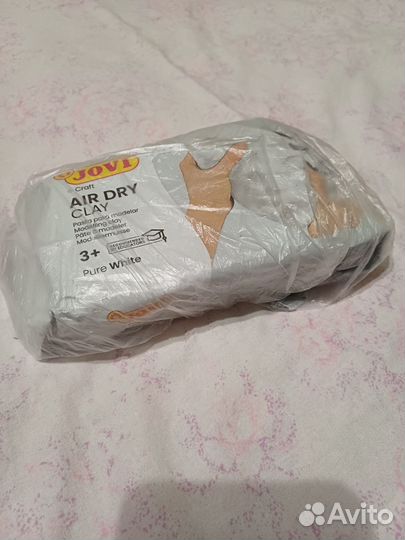 JOVI
Craft
AIR DRY
CLAY
Pasta para modelar
Modelling clay
Pâte à modeler
3+
Pure White
Avito